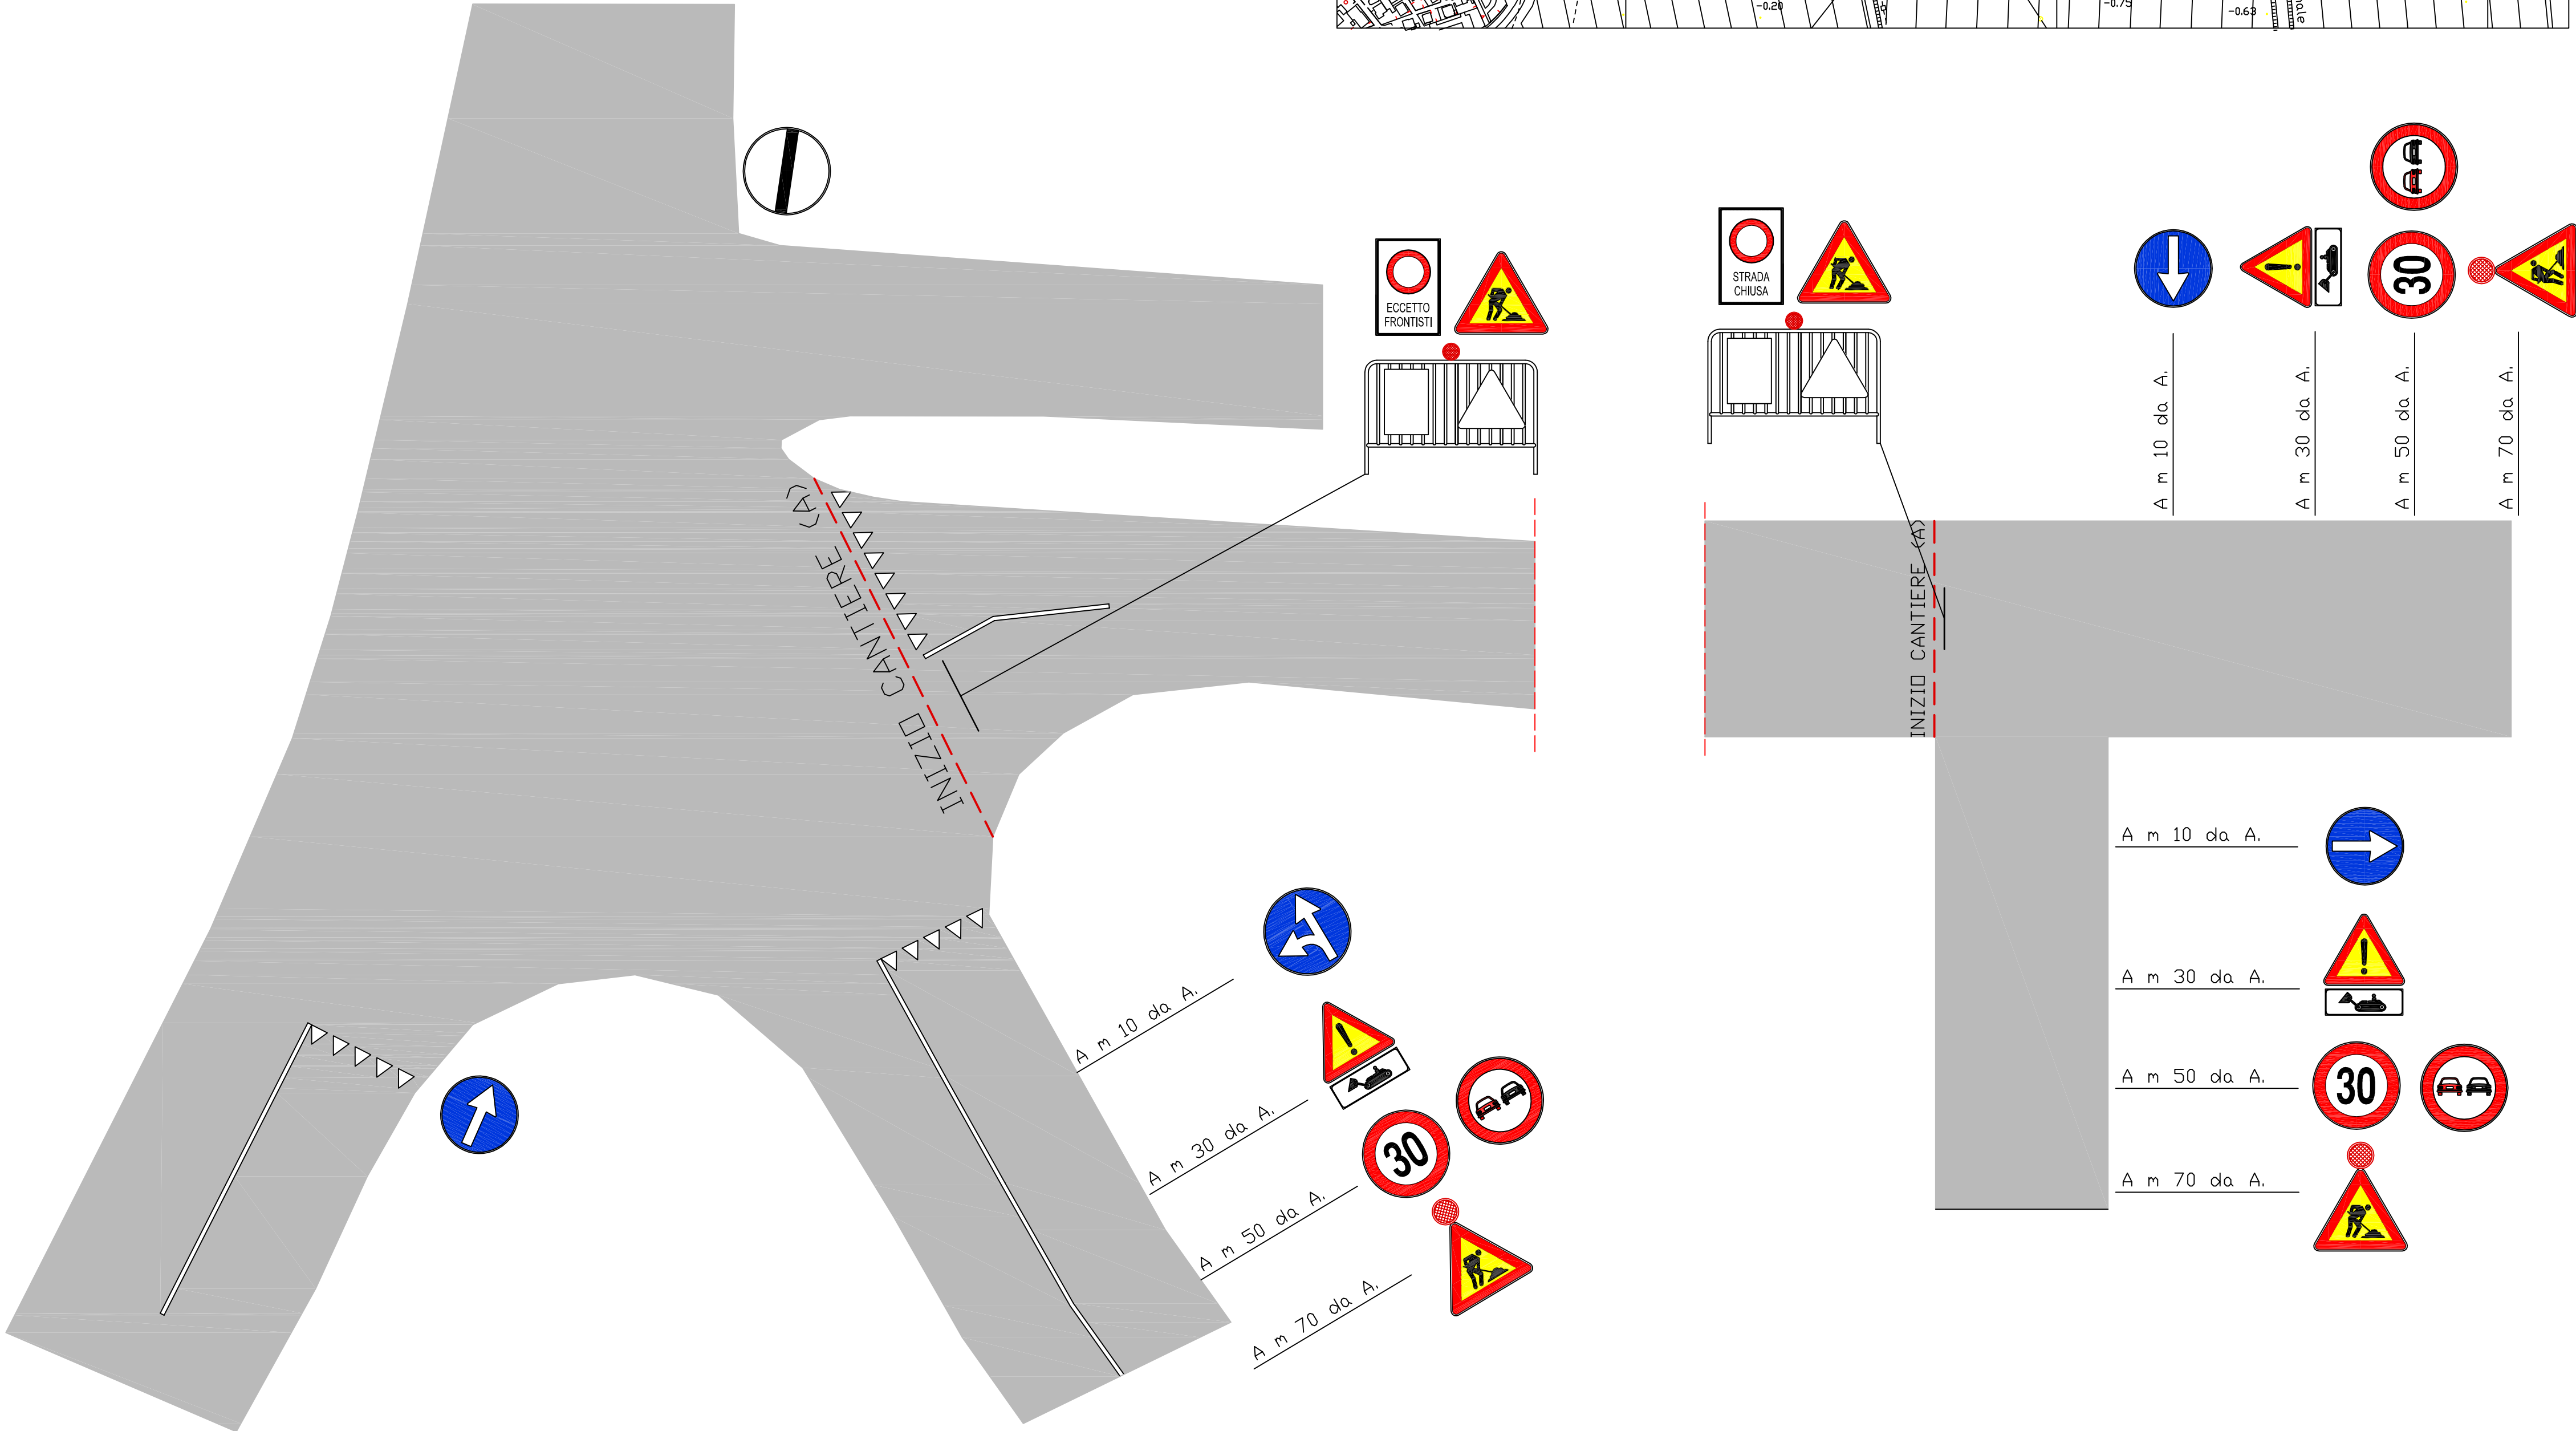 -0.20
-0.75
-0.63
nale
ECCETTO
FRONTISTI
STRADA
CHIUSA
30
A m 10 da A.
A m 30 da A.
A m 50 da A.
A m 70 da A.
INIZIO CANTIERE (A)
INIZIO CANTIERE (A)
A m 10 da A.
A m 30 da A.
A m 50 da A.
30
A m 70 da A.
A m 10 da A.
A m 30 da A.
A m 50 da A.
30
A m 70 da A.